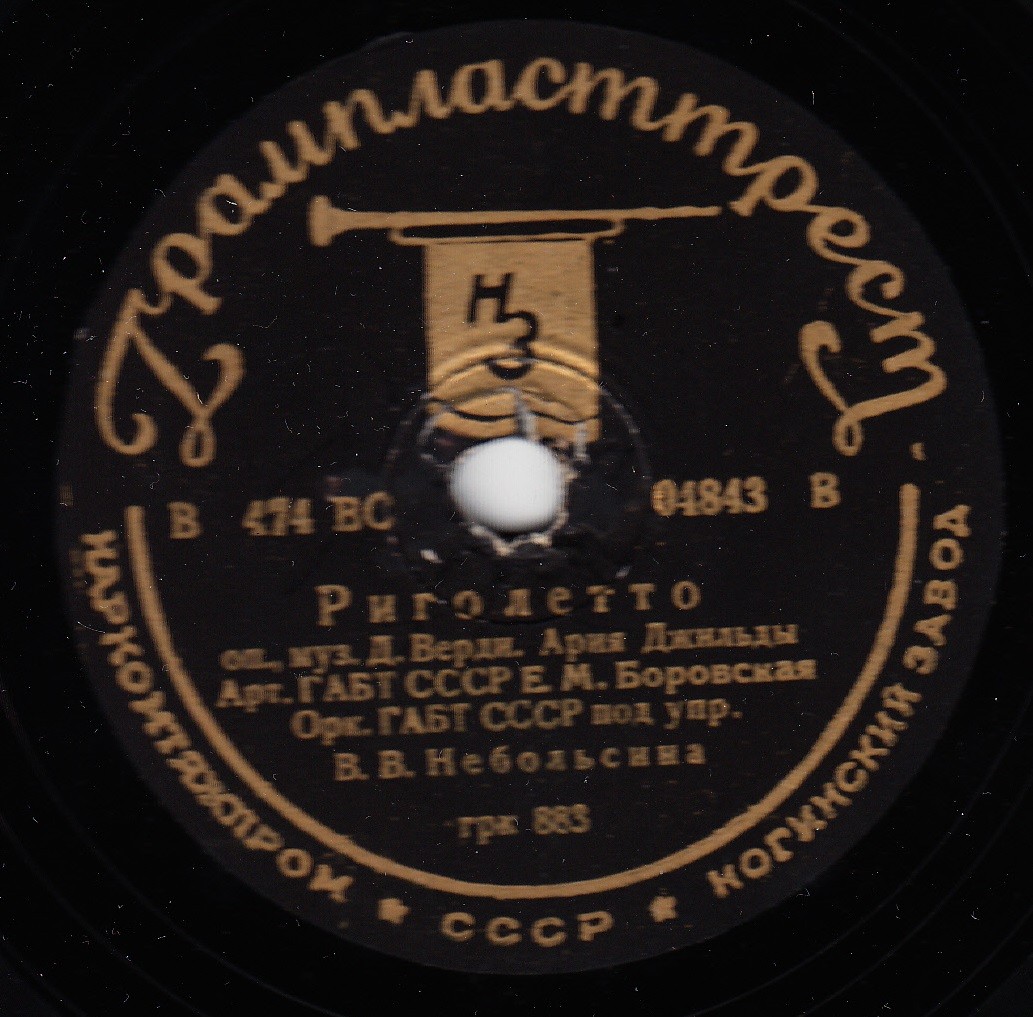 Грампласттрест
НЗ
В 474 ВС 04843 В
Риголетто
оп., муз. Д. Верди. Ария Джильды
Арт. ГАБТ СССР Е. М. Боровская
Орк. ГАБТ СССР под упр.
В. В. Небольсина
грк 883
НАРКОМТЯЖПРОМ ★ СССР ★ НОГИНСКИЙ ЗАВОД